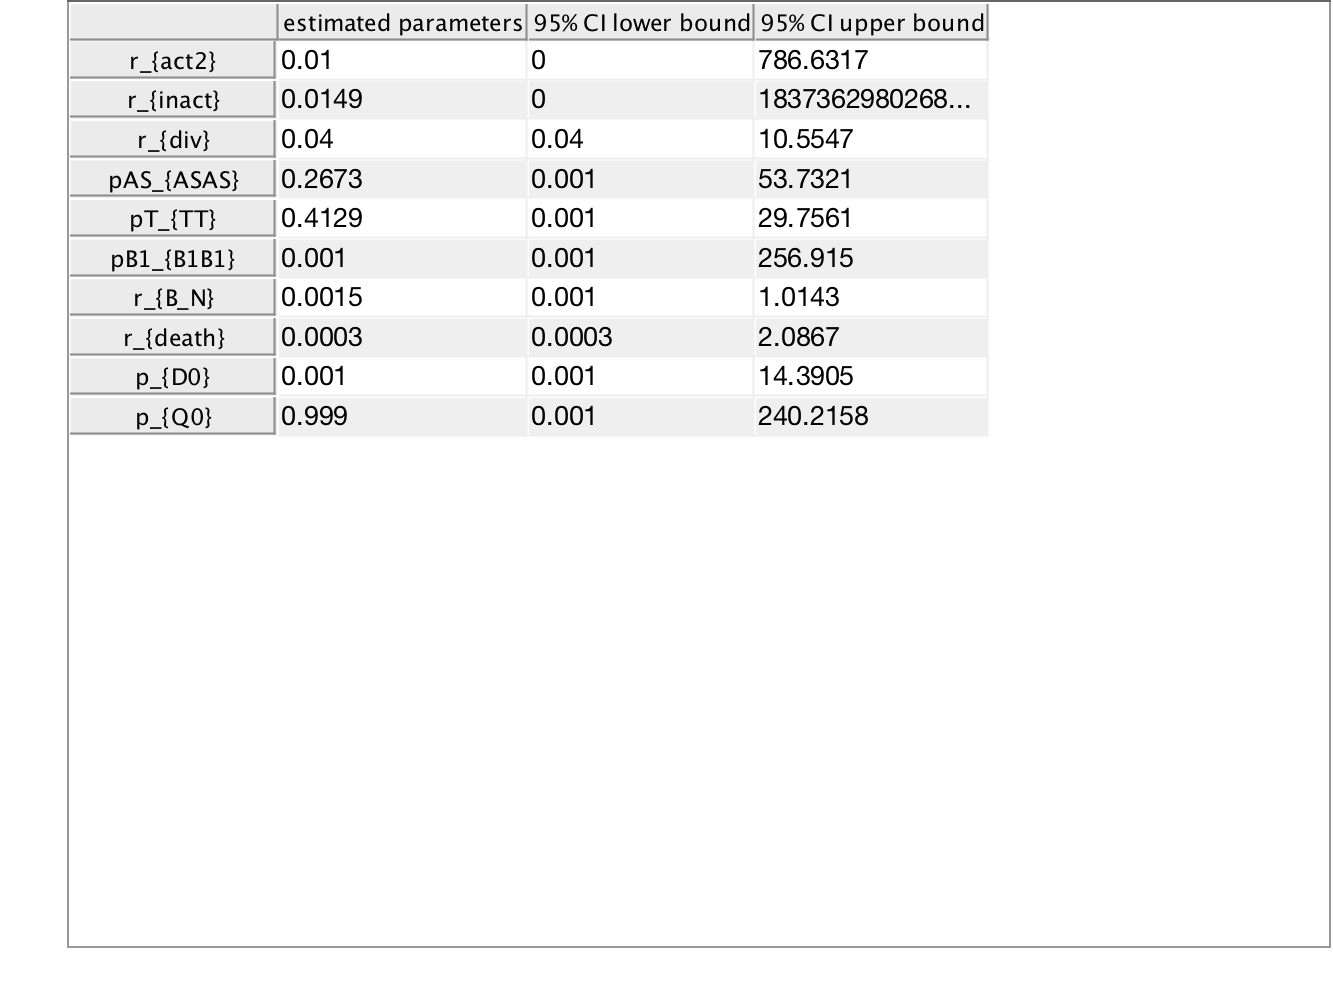 estimated parameters 95% CI lower bound 95% CI upper bound
r_{act2} 0.01 0 786.6317
r_{inact} 0.0149 0 1837362980268...
r_{div} 0.04 0.04 10.5547
pAS_{ASAS} 0.2673 0.001 53.7321
pT_{TT} 0.4129 0.001 29.7561
pB1_{B1B1} 0.001 0.001 256.915
r_{B_N} 0.0015 0.001 1.0143
r_{death} 0.0003 0.0003 2.0867
p_{D0} 0.001 0.001 14.3905
p_{Q0} 0.999 0.001 240.2158